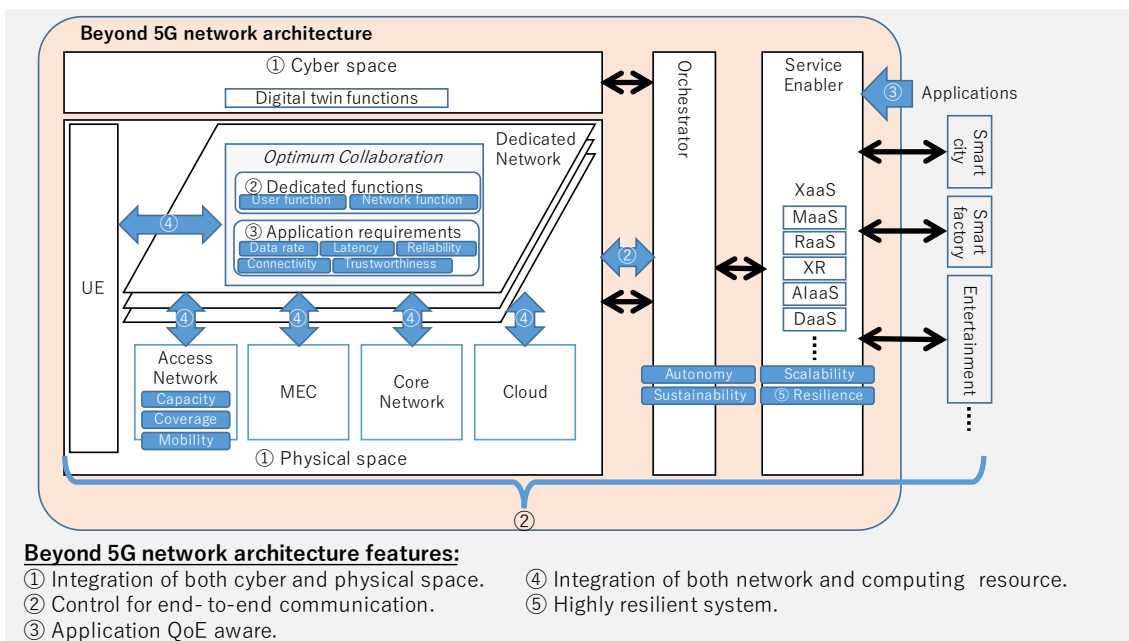 Beyond 5G network architecture
① Cyber space
Digital twin functions
Orchestrator
Service
Enabler
③
Applications
UE
Dedicated
Network
Optimum Collaboration
② Dedicated functions
User function
Network function
③ Application requirements
Data rate
Latency
Reliability
Connectivity
Trustworthiness
④
②
④
④
④
④
Access
Network
Capacity
Coverage
Mobility
MEC
Core
Network
Cloud
① Physical space
XaaS
MaaS
RaaS
XR
AIaaS
DaaS
Autonomy
Scalability
Sustainability
⑤ Resilience
Smart
city
Smart
factory
Entertainment
②
Beyond 5G network architecture features:
① Integration of both cyber and physical space.
② Control for end- to-end communication.
③ Application QoE aware.
④ Integration of both network and computing resource.
⑤ Highly resilient system.